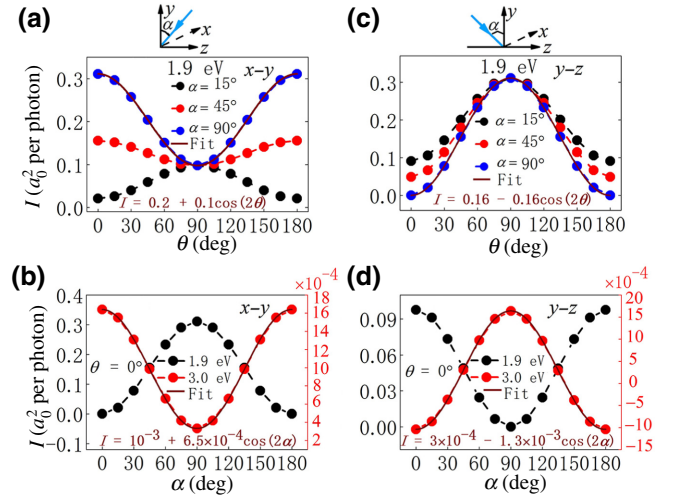 (a)
y
α
x
z
1.9 eV
x–y
α = 15°
α = 45°
α = 90°
Fit
I = 0.2 + 0.1cos(2θ)
I (a₀² per photon)
0.3
0.2
0.1
0.0
0 30 60 90 120 150 180
θ (deg)
(c)
y
α
x
z
1.9 eV
y–z
α = 15°
α = 45°
α = 90°
Fit
I = 0.16 − 0.16cos(2θ)
0.3
0.2
0.1
0.0
0 30 60 90 120 150 180
θ (deg)
(b)
x–y
×10⁻⁴
θ = 0°
1.9 eV
3.0 eV
Fit
I = 10⁻³ + 6.5×10⁻⁴cos(2α)
I (a₀² per photon)
0.4
0.3
0.2
0.1
0.0
−0.1
18
16
14
12
10
8
6
4
2
0 30 60 90 120 150 180
α (deg)
(d)
y–z
×10⁻⁴
θ = 0°
1.9 eV
3.0 eV
Fit
I = 3×10⁻⁴ − 1.3×10⁻³cos(2α)
0.09
0.06
0.03
0.00
20
15
10
5
0
−5
−10
−15
0 30 60 90 120 150 180
α (deg)